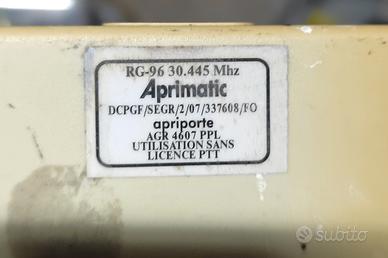 RG-96 30.445 Mhz
Aprimatic
DCPGF/SEGR/2/07/337608/FO
apriporte
AGR 4607 PPL
UTILISATION SANS
LICENCE PTT
subito